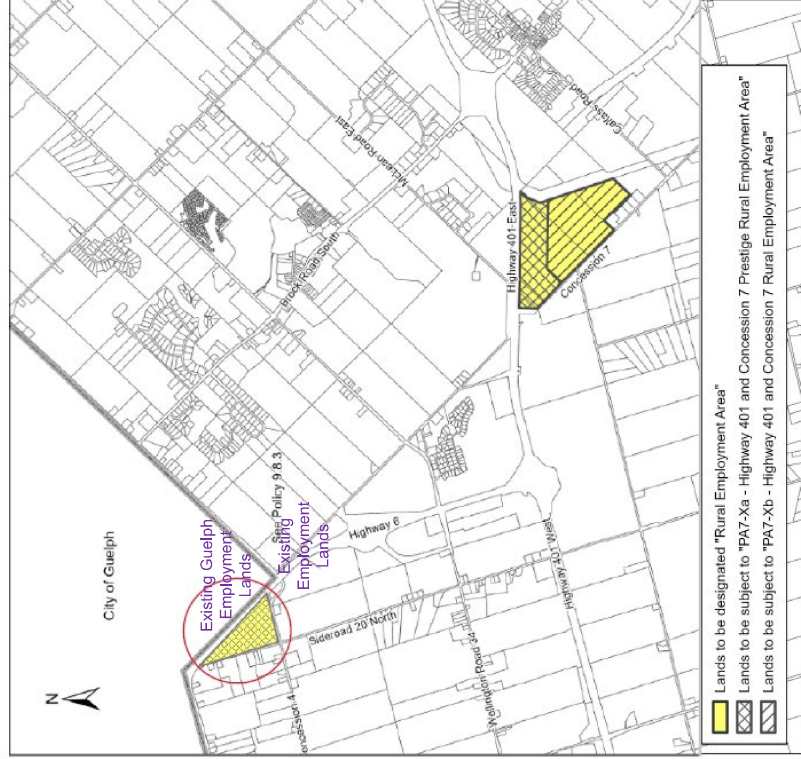 City of Guelph
N
Existing Guelph
Employment
Lands
See Policy 9.8.3
Existing
Employment
Lands
Highway 6
Sideroad 20 North
oncession 4
Wellington Road 34
Highway 401 West
Brock Road South
McLean Road East
Highway 401 East
Concession 7
Calfass Road
Lands to be designated "Rural Employment Area"
Lands to be subject to "PA7-Xa - Highway 401 and Concession 7 Prestige Rural Employment Area"
Lands to be subject to "PA7-Xb - Highway 401 and Concession 7 Rural Employment Area"